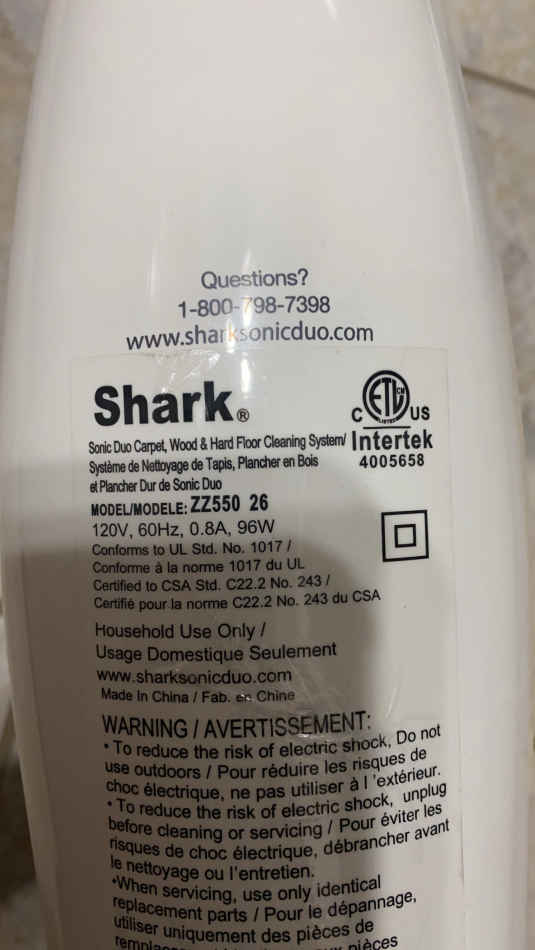 Questions?
1-800-798-7398
www.sharksonicduo.com
Shark®
Sonic Duo Carpet, Wood & Hard Floor Cleaning System/
Système de Nettoyage de Tapis, Plancher en Bois
et Plancher Dur de Sonic Duo
C ETL CM LISTED US
Intertek
4005658
MODEL/MODELE: ZZ550 26
120V, 60Hz, 0.8A, 96W
Conforms to UL Std. No. 1017 /
Conforme à la norme 1017 du UL
Certified to CSA Std. C22.2 No. 243 /
Certifié pour la norme C22.2 No. 243 du CSA
Household Use Only /
Usage Domestique Seulement
www.sharksonicduo.com
Made In China / Fab. en Chine
WARNING / AVERTISSEMENT:
• To reduce the risk of electric shock, Do not
use outdoors / Pour réduire les risques de
choc électrique, ne pas utiliser à l 'extérieur.
• To reduce the risk of electric shock, unplug
before cleaning or servicing / Pour éviter les
risques de choc électrique, débrancher avant
le nettoyage ou l'entretien.
•When servicing, use only identical
replacement parts / Pour le dépannage,
utiliser uniquement des pièces de
pièces